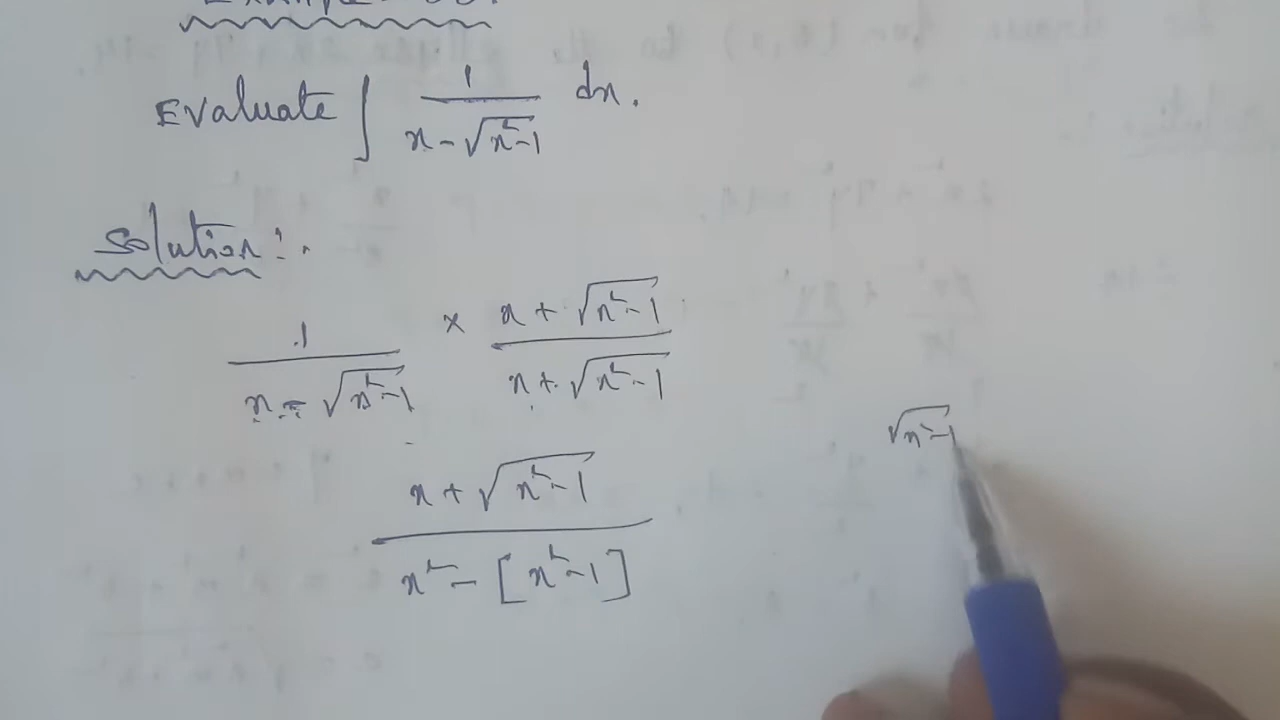 Evaluate ∫ 1/(x-√(x²-1)) dx.
Solution:-
1/(x-√(x²-1)) × (x+√(x²-1))/(x+√(x²-1))
√(x²-1)
(x+√(x²-1))/(x²-[x²-1])